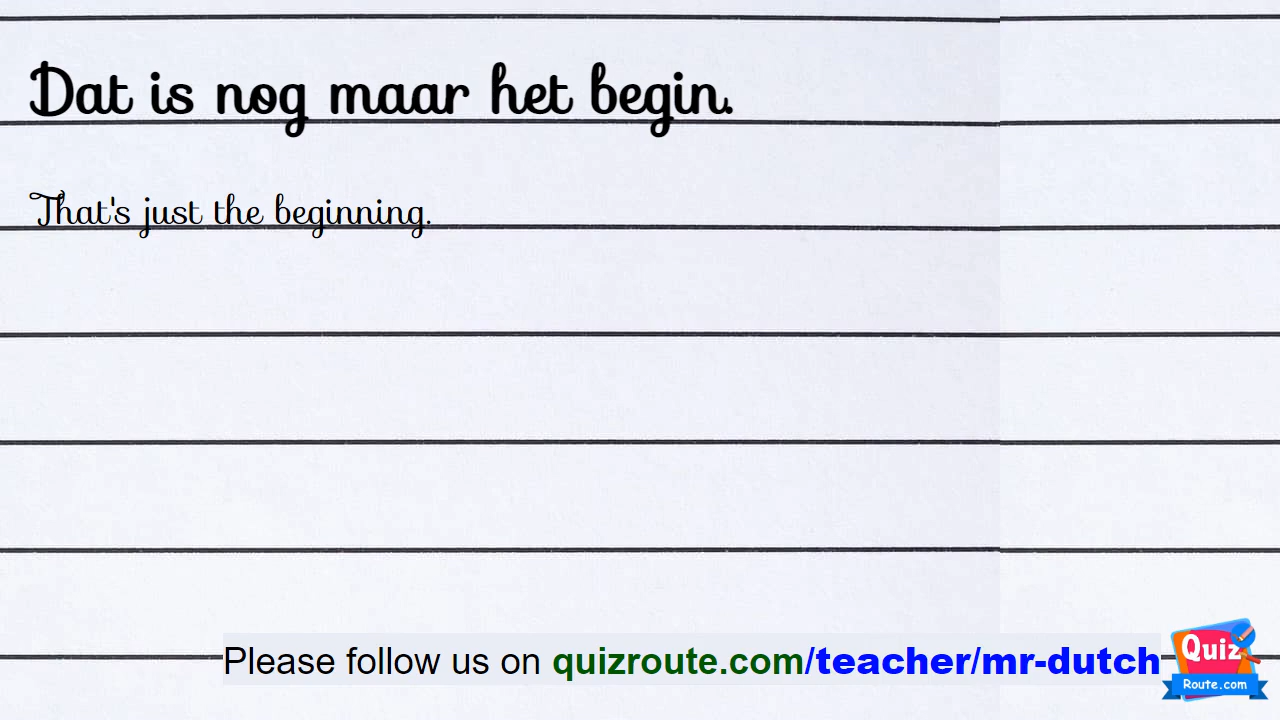 Dat is nog maar het begin.
That's just the beginning.
Please follow us on quizroute.com/teacher/mr-dutch
Quiz
Route.com